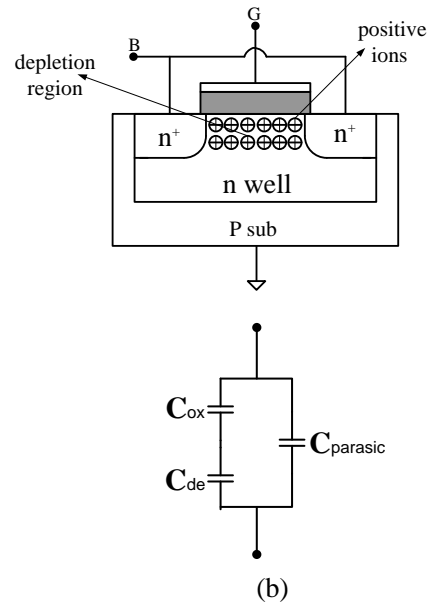 G
B
positive
ions
depletion
region
n+
n+
n well
P sub
Cox
Cparasic
Cde
(b)